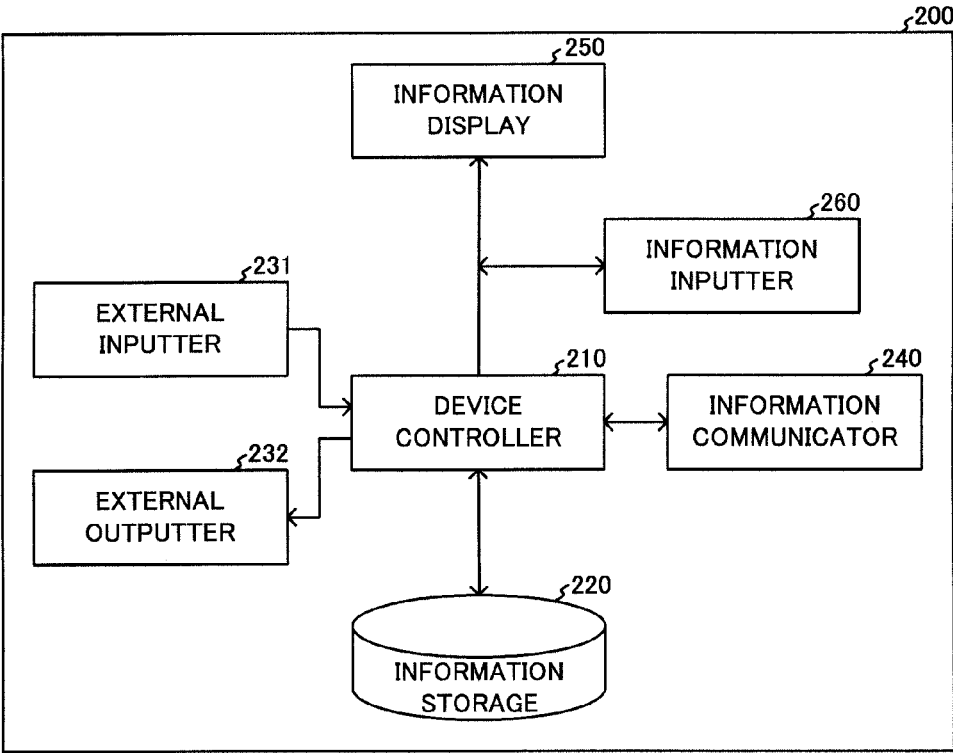 200
250
INFORMATION
DISPLAY
260
INFORMATION
INPUTTER
231
EXTERNAL
INPUTTER
210
DEVICE
CONTROLLER
240
INFORMATION
COMMUNICATOR
232
EXTERNAL
OUTPUTTER
220
INFORMATION
STORAGE